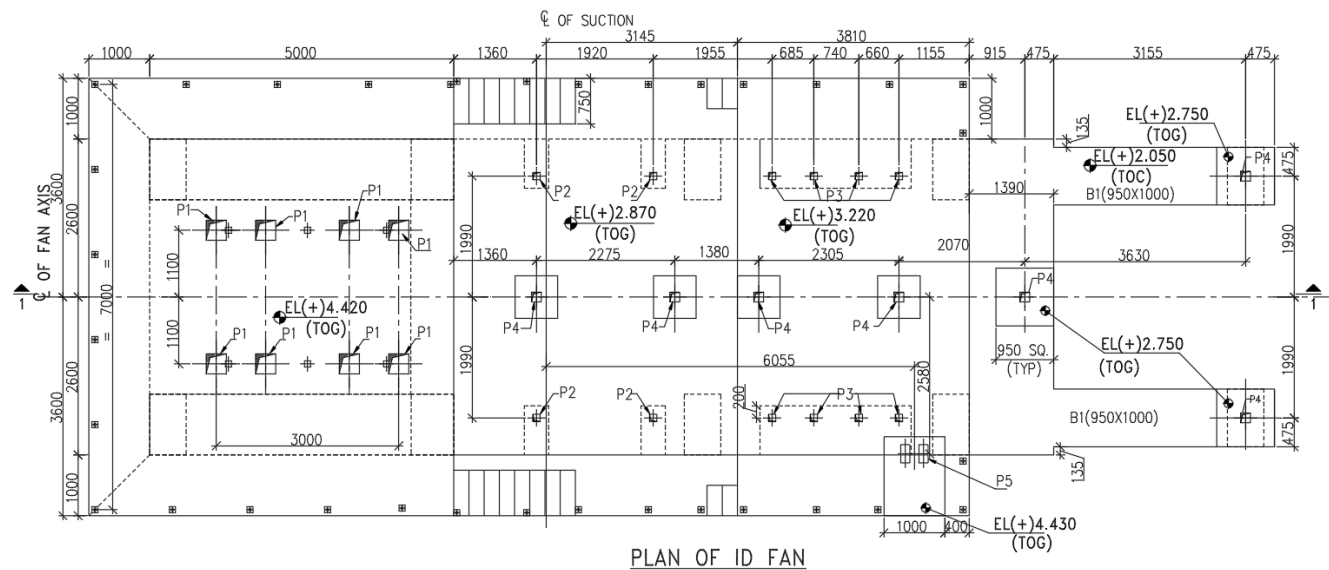 ℄ OF SUCTION
3145 3810
1000 5000 1360 1920 1955 685 740 660 1155 915 475 3155 475
1000 750 1000 135
EL(+)2.750
(TOG)
EL(+)2.050
(TOC)
P4 475
B1(950X1000)
℄ OF FAN AXIS
3600 2600
P1 P1 P1 P1
P2 P2 P3
EL(+)2.870
(TOG)
EL(+)3.220
(TOG)
1390
1990 1990
1100 1360 2275 1380 2305 2070 3630
1 7000 = = 1
EL(+)4.420
(TOG)
P4 P4 P4 P4 P4
P1 P1 P1 P1
1100
950 SQ.
(TYP)
EL(+)2.750
(TOG)
6055 2580
1990 1990
2600 3600
P2 P2 P3 200
P4
B1(950X1000)
3000
475 135
P5
1000
1000 400
EL(+)4.430
(TOG)
PLAN OF ID FAN